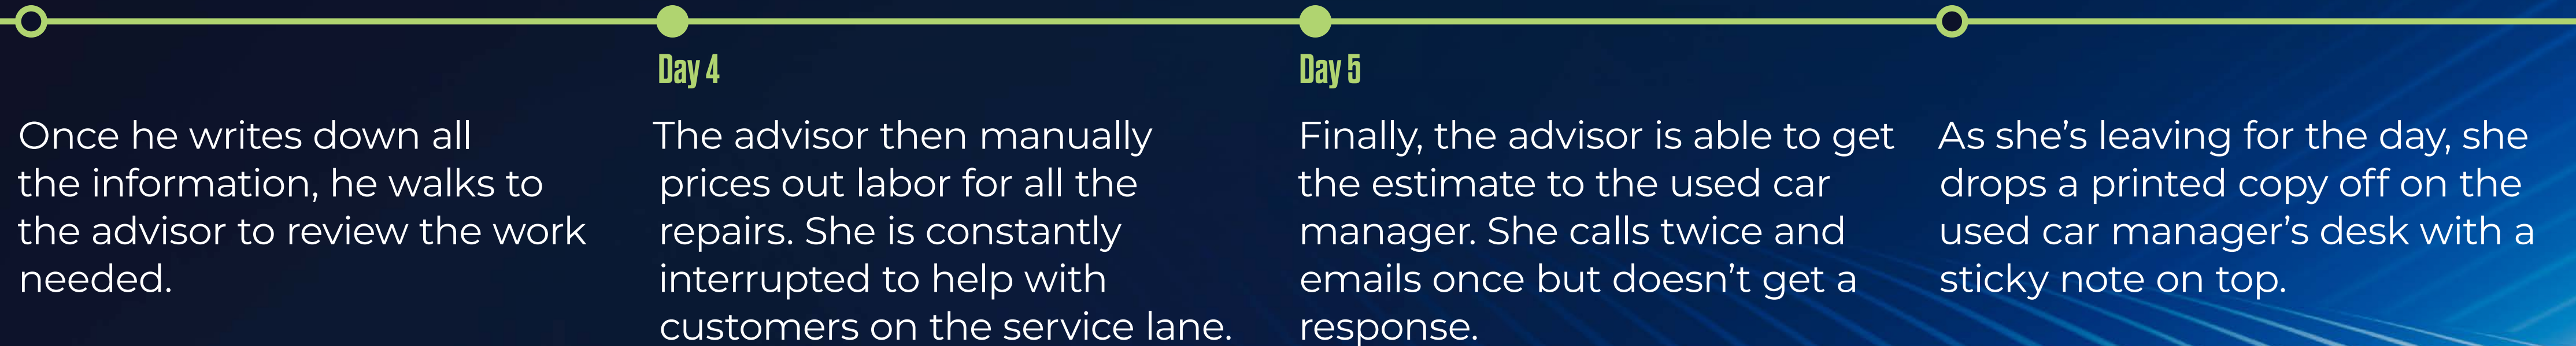 Once he writes down all
the information, he walks to
the advisor to review the work
needed.
Day 4
The advisor then manually
prices out labor for all the
repairs. She is constantly
interrupted to help with
customers on the service lane.
Day 5
Finally, the advisor is able to get
the estimate to the used car
manager. She calls twice and
emails once but doesn’t get a
response.
As she’s leaving for the day, she
drops a printed copy off on the
used car manager’s desk with a
sticky note on top.